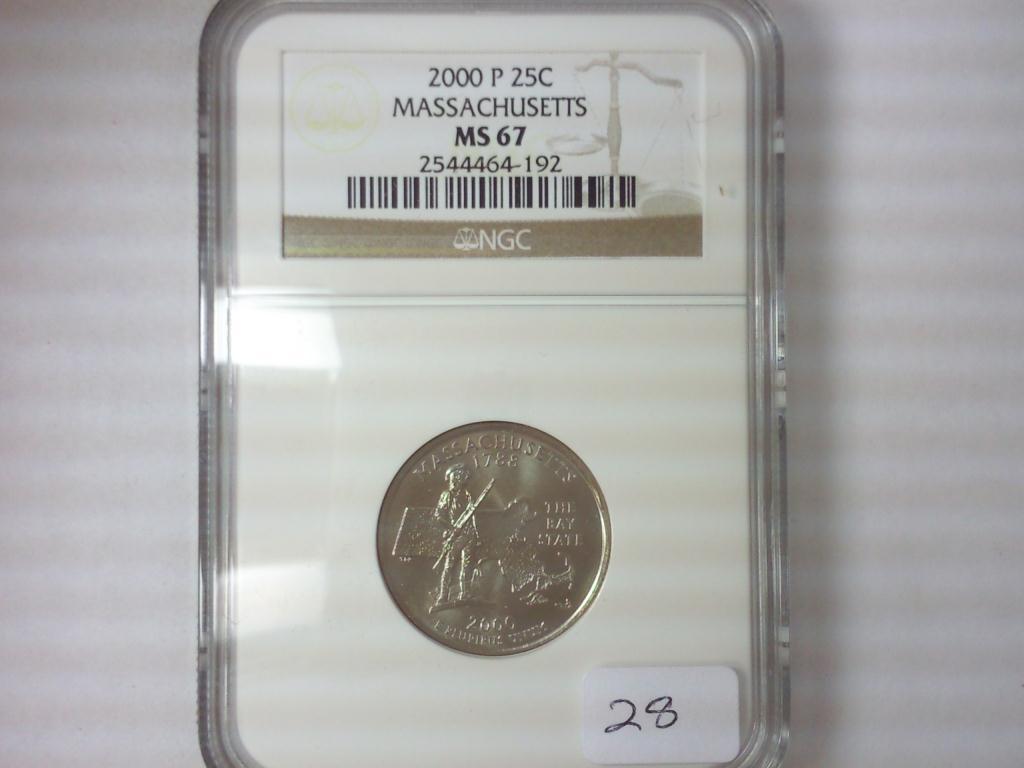 2000 P 25C
MASSACHUSETTS
MS 67
2544464-192
NGC
MASSACHUSETTS
1788
THE
BAY
STATE
2000
E PLURIBUS UNUM
28